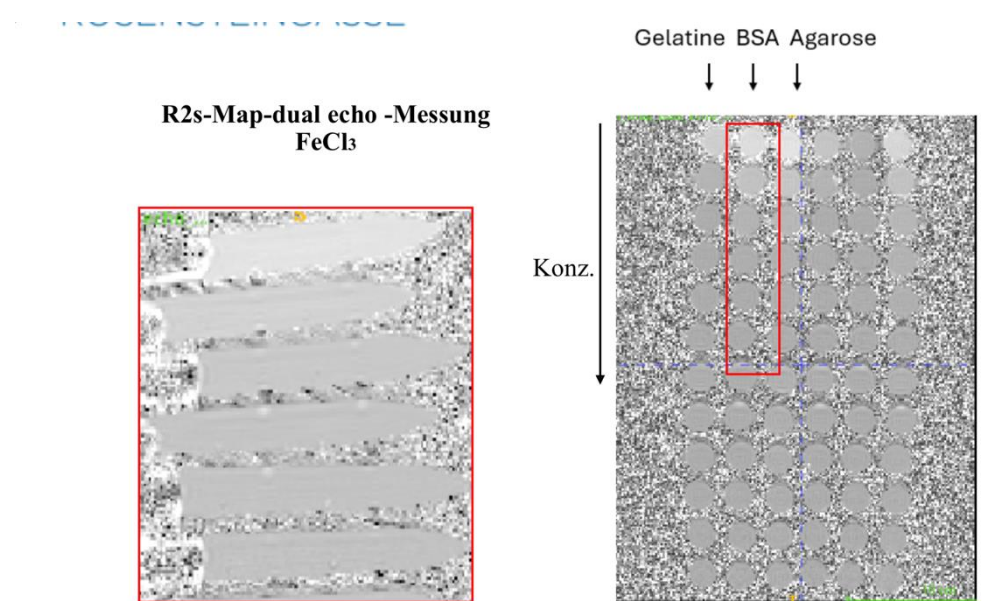 Gelatine BSA Agarose
R2s-Map-dual echo -Messung
FeCl₃
Konz.